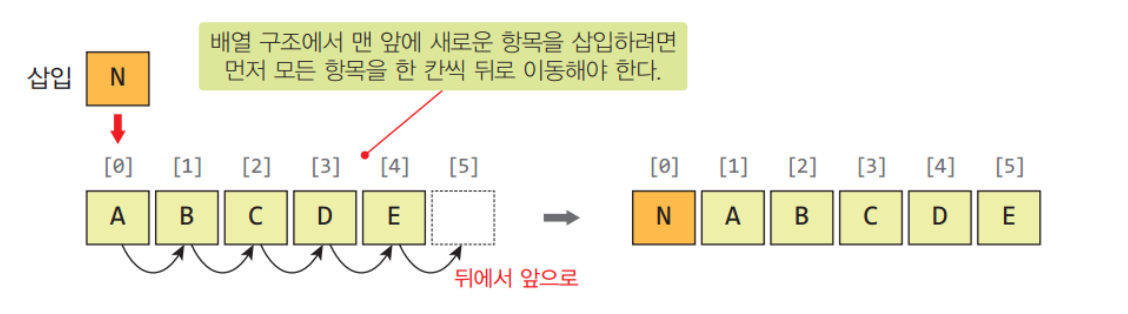 배열 구조에서 맨 앞에 새로운 항목을 삽입하려면
먼저 모든 항목을 한 칸씩 뒤로 이동해야 한다.
삽입 N
[0] [1] [2] [3] [4] [5]
A B C D E
뒤에서 앞으로
[0] [1] [2] [3] [4] [5]
N A B C D E